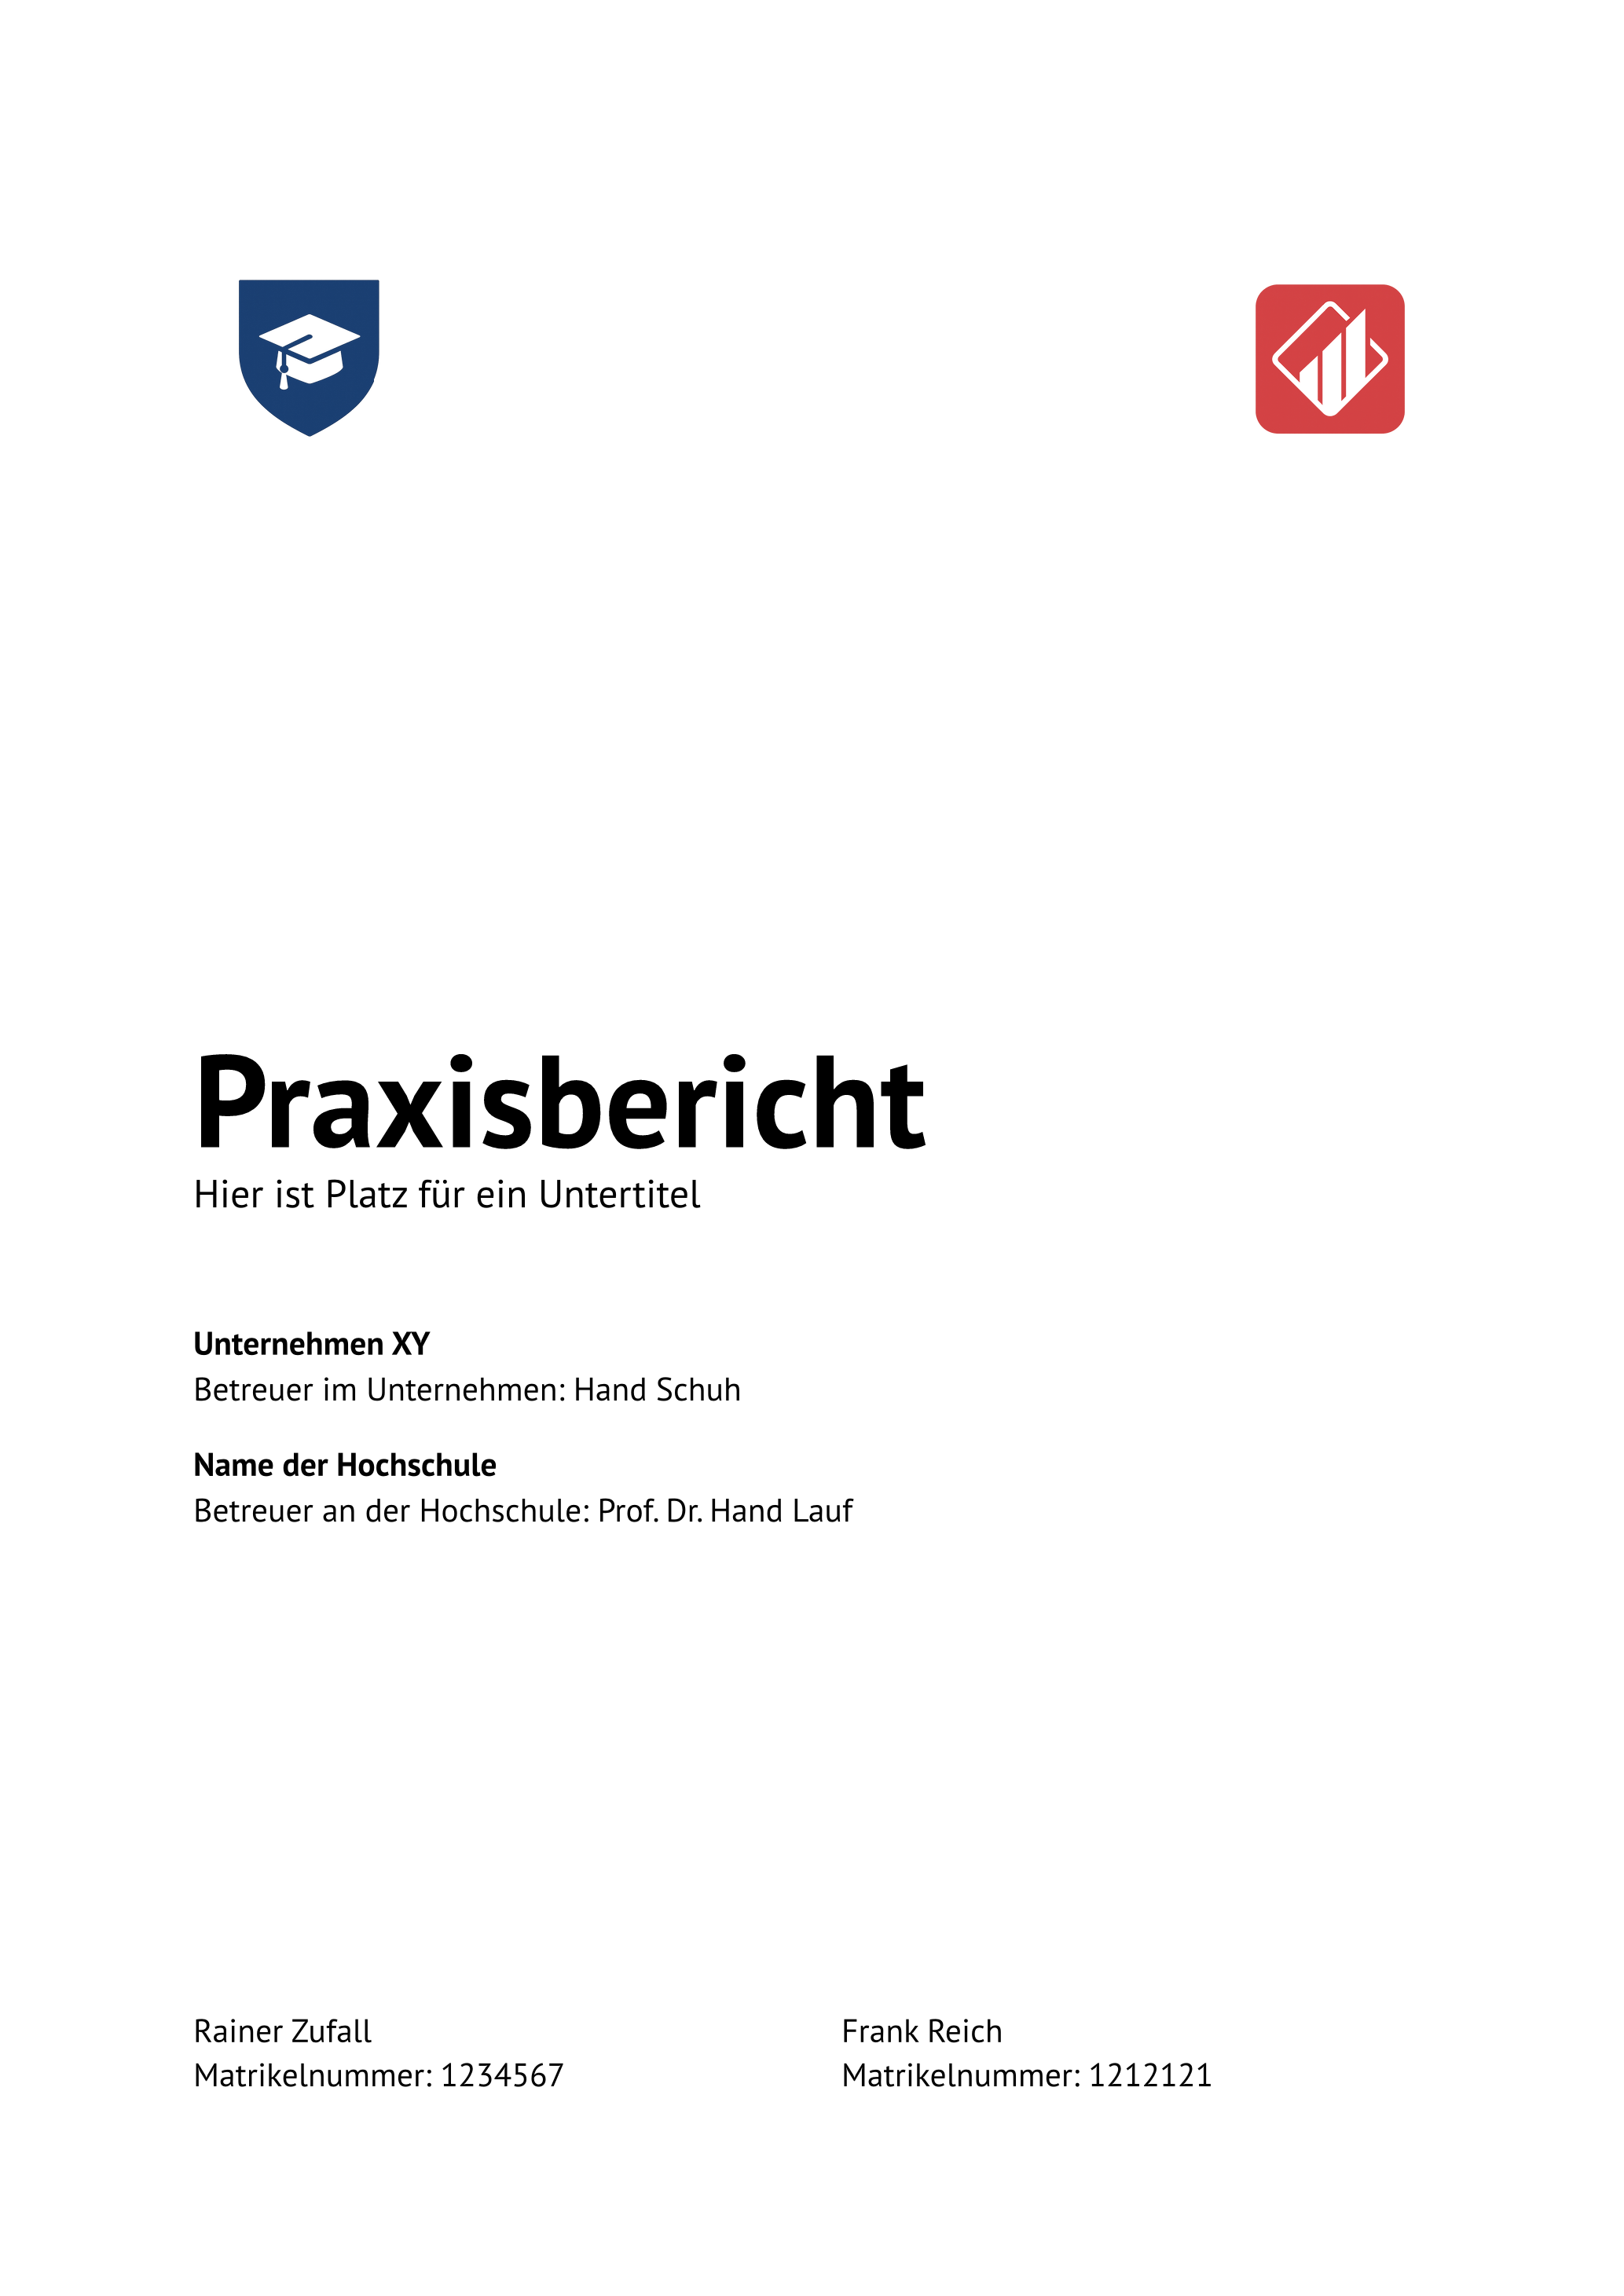 Praxisbericht
Hier ist Platz für ein Untertitel
Unternehmen XY
Betreuer im Unternehmen: Hand Schuh
Name der Hochschule
Betreuer an der Hochschule: Prof. Dr. Hand Lauf
Rainer Zufall
Matrikelnummer: 1234567
Frank Reich
Matrikelnummer: 1212121